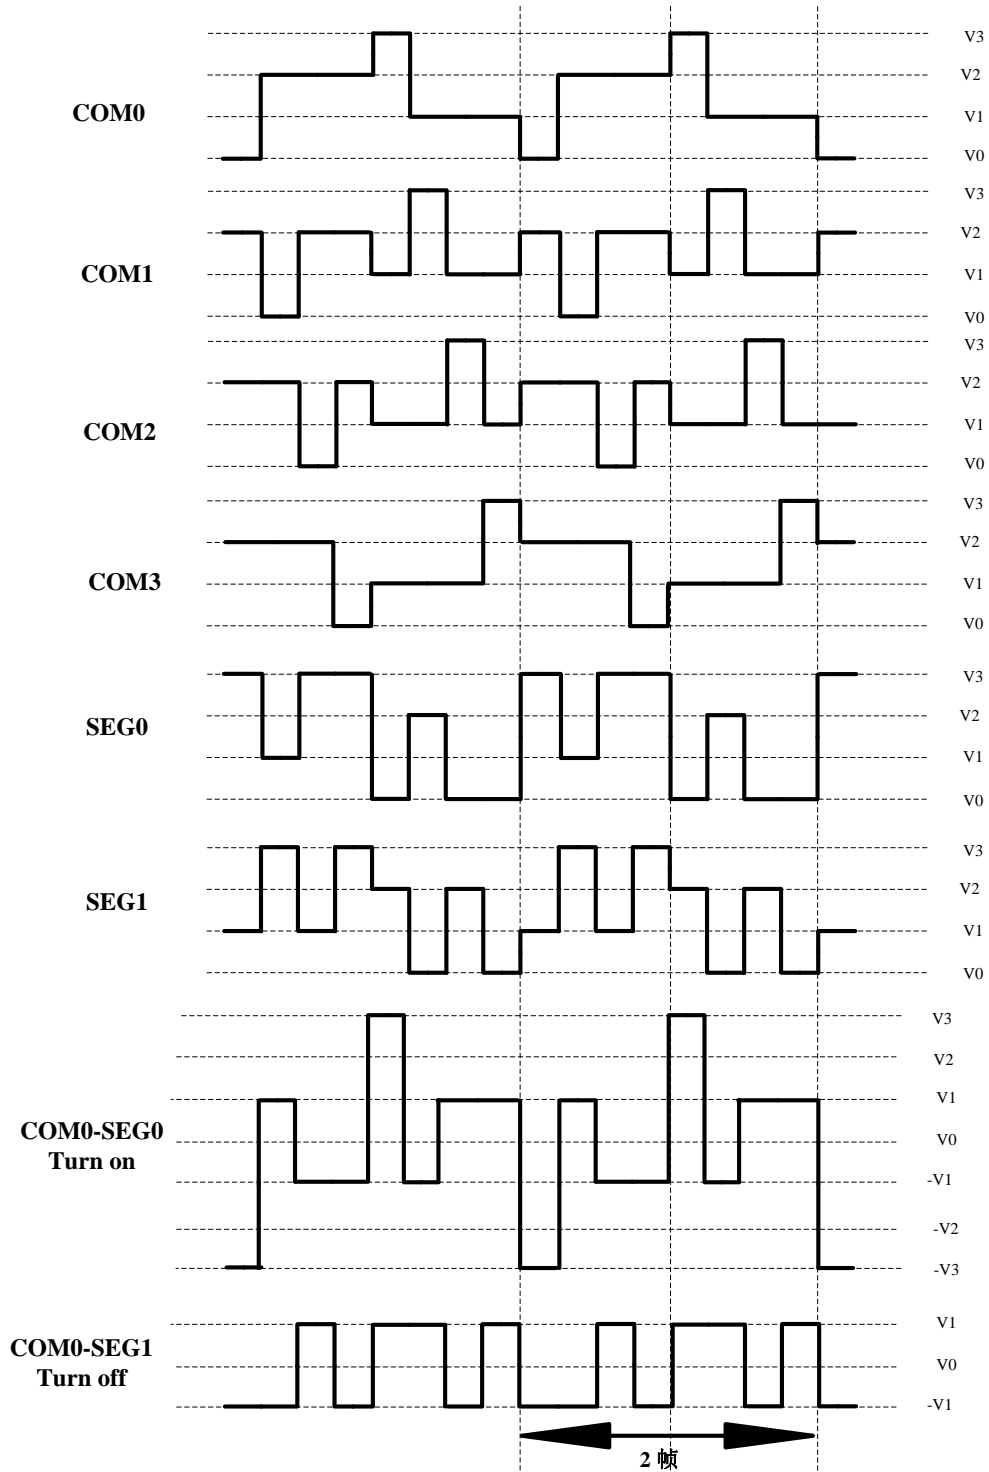 V3
V2
COM0
V1
V0
V3
V2
COM1
V1
V0
V3
V2
COM2
V1
V0
V3
V2
COM3
V1
V0
V3
V2
SEG0
V1
V0
V3
V2
SEG1
V1
V0
V3
V2
V1
COM0-SEG0
Turn on
V0
-V1
-V2
-V3
V1
COM0-SEG1
Turn off
V0
-V1
2 帧